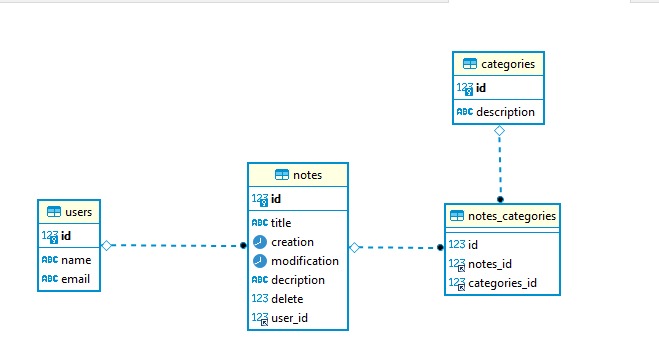 users
123 id
ABC name
ABC email
notes
123 id
ABC title
creation
modification
ABC decription
123 delete
123 user_id
categories
123 id
ABC description
notes_categories
123 id
123 notes_id
123 categories_id